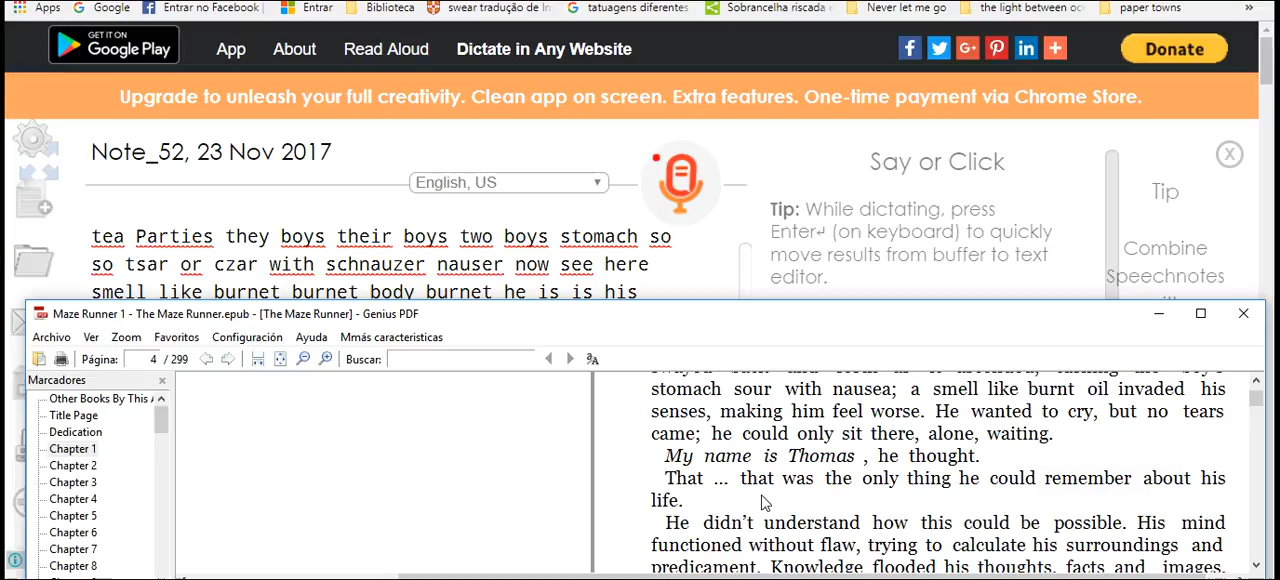 Apps Google Entrar no Facebook Entrar Biblioteca swear tradução de In tatuagens diferentes Sobrancelha riscada Never let me go the light between oc paper towns »
GET IT ON
Google Play App About Read Aloud Dictate in Any Website Donate
Upgrade to unleash your full creativity. Clean app on screen. Extra features. One-time payment via Chrome Store.
Note_52, 23 Nov 2017
English, US
tea Parties they boys their boys two boys stomach so
so tsar or czar with schnauzer nauser now see here
smell like burnet burnet body burnet he is is his
Say or Click
Tip: While dictating, press
Enter↵ (on keyboard) to quickly
move results from buffer to text
editor.
X
Tip
Combine
Speechnotes
Maze Runner 1 - The Maze Runner.epub - [The Maze Runner] - Genius PDF
Archivo Ver Zoom Favoritos Configuración Ayuda Mmás caracteristicas
Página: 4 / 299 Buscar:
Marcadores
Other Books By This A
Title Page
Dedication
Chapter 1
Chapter 2
Chapter 3
Chapter 4
Chapter 5
Chapter 6
Chapter 7
Chapter 8
stomach sour with nausea; a smell like burnt oil invaded his
senses, making him feel worse. He wanted to cry, but no tears
came; he could only sit there, alone, waiting.
My name is Thomas , he thought.
That ... that was the only thing he could remember about his
life.
He didn't understand how this could be possible. His mind
functioned without flaw, trying to calculate his surroundings and
predicament. Knowledge flooded his thoughts, facts and images,